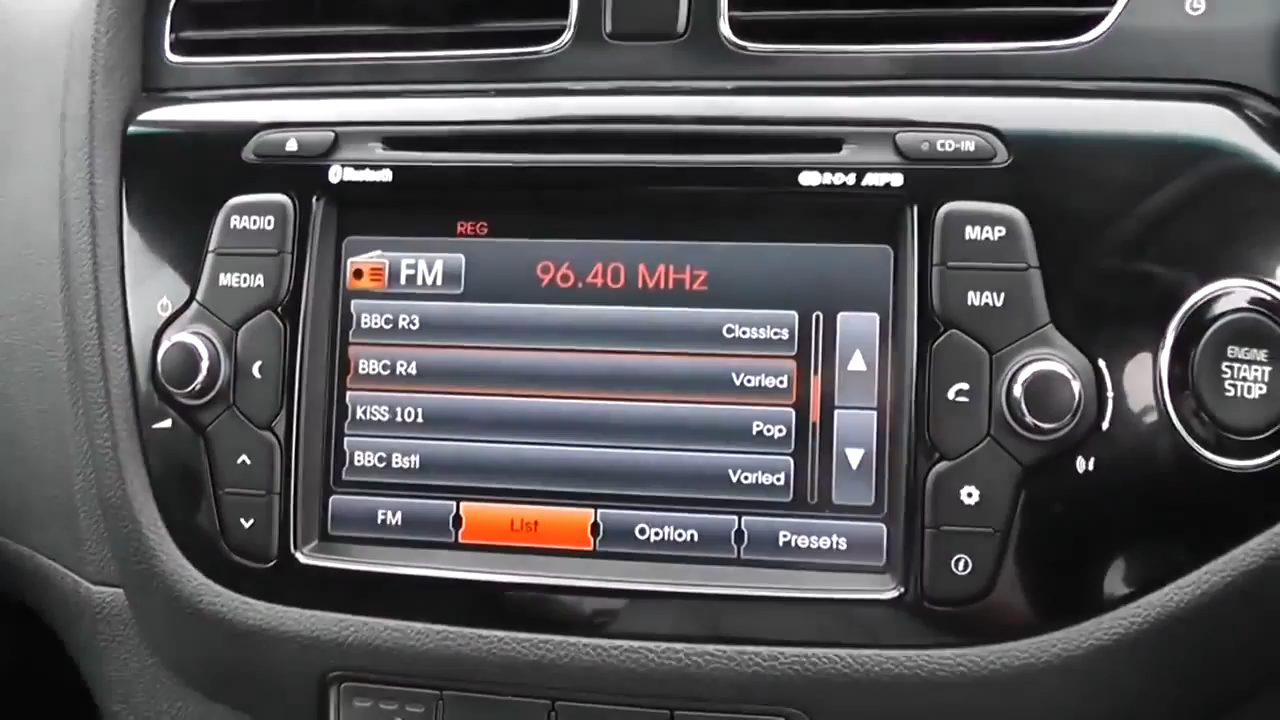 CD-IN
Bluetooth
RDS MP3
RADIO
MEDIA
REG
FM 96.40 MHz
BBC R3 Classics
BBC R4 Varied
KISS 101 Pop
BBC Bstl Varied
FM List Option Presets
MAP
NAV
ENGINE
START
STOP